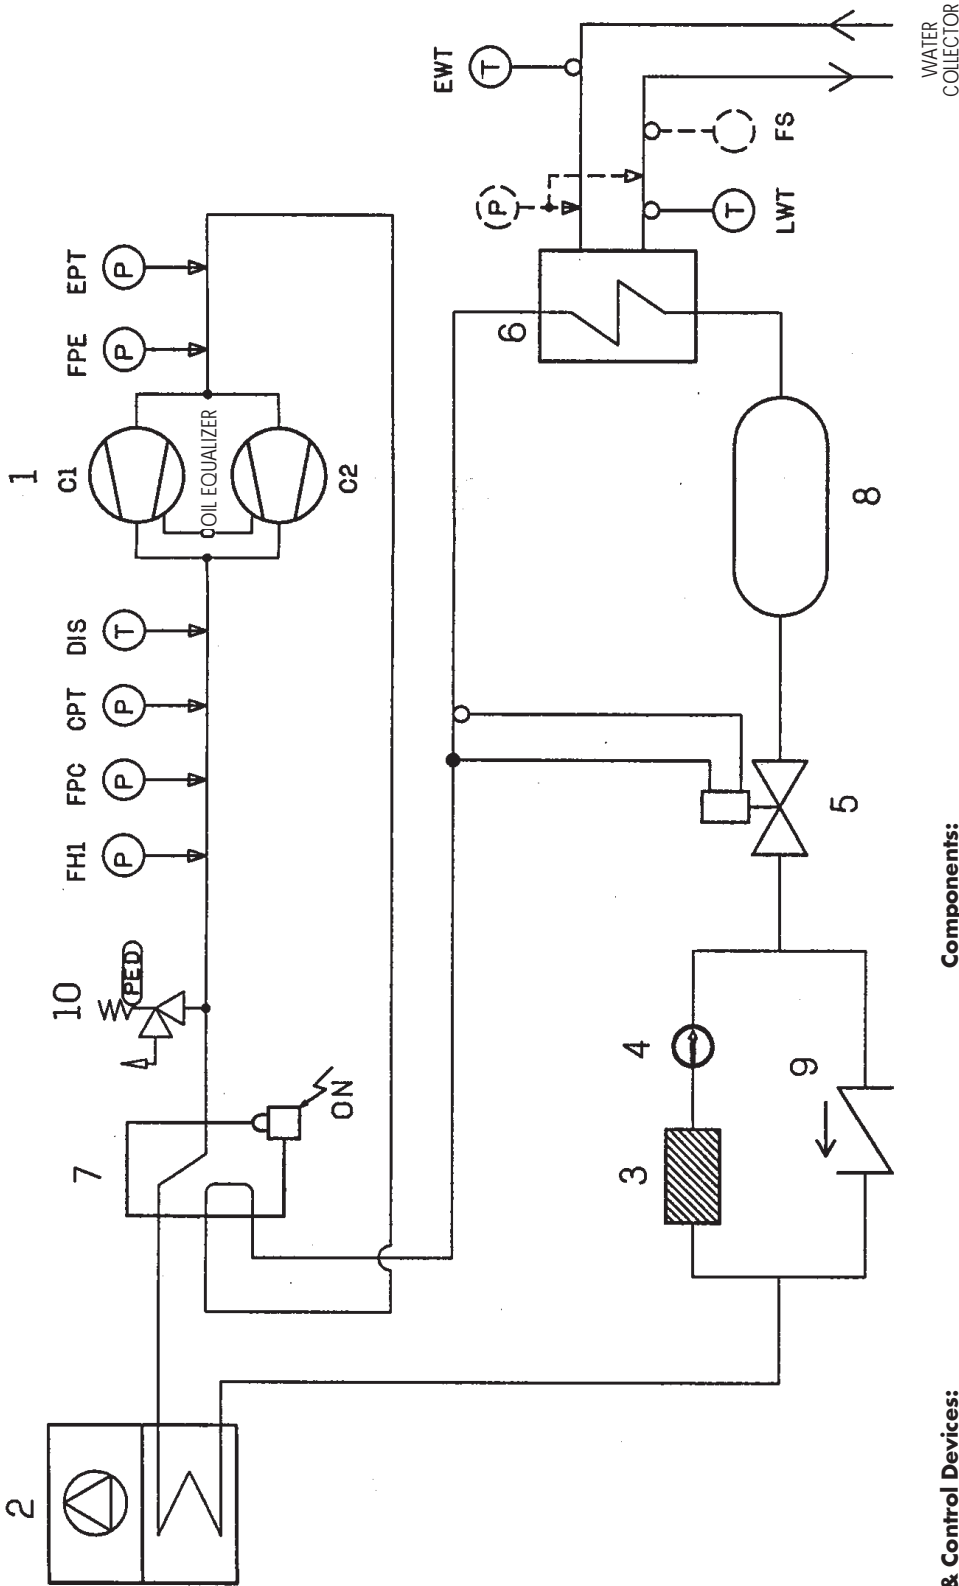 WATER
COLLECTOR
EWT
T
P
FS
LWT
T
6
EPT
P
FPE
P
1
C1
OIL EQUALIZER
C2
DIS
T
CPT
P
FPC
P
FH1
P
10
PED
7
ON
2
8
5
4
3
9
Components:
& Control Devices: